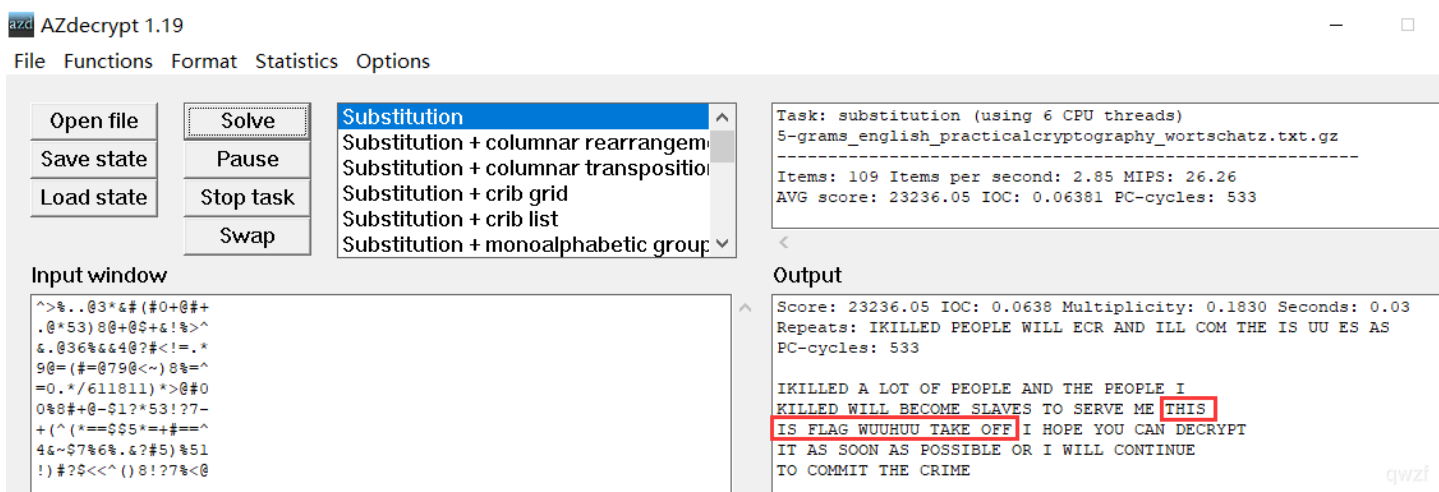 azd AZdecrypt 1.19
File Functions Format Statistics Options
Open file
Solve
Save state
Pause
Load state
Stop task
Swap
Substitution
Substitution + columnar rearrangem
Substitution + columnar transposition
Substitution + crib grid
Substitution + crib list
Substitution + monoalphabetic group
Task: substitution (using 6 CPU threads)
5-grams_english_practicalcryptography_wortschatz.txt.gz
---------------------------------------------------------
Items: 109 Items per second: 2.85 MIPS: 26.26
AVG score: 23236.05 IOC: 0.06381 PC-cycles: 533
Input window
^>%..@3*&#(#0+@#+
.@*53)8@+@$+&!%>^
&.@36%&&4@?#<!=.*
9@=(#=@79@<~)8%=^
=0.*/611811)*>@#0
0%8#+@-$1?*53!?7-
+(^(*==$$5*=+#==^
4&~$7%6%.&?#5)%51
!)#?$<<^()8!?7%<@
Output
Score: 23236.05 IOC: 0.0638 Multiplicity: 0.1830 Seconds: 0.03
Repeats: IKILLED PEOPLE WILL ECR AND ILL COM THE IS UU ES AS
PC-cycles: 533
IKILLED A LOT OF PEOPLE AND THE PEOPLE I
KILLED WILL BECOME SLAVES TO SERVE ME THIS
IS FLAG WUUHUU TAKE OFF I HOPE YOU CAN DECRYPT
IT AS SOON AS POSSIBLE OR I WILL CONTINUE
TO COMMIT THE CRIME
qwzf